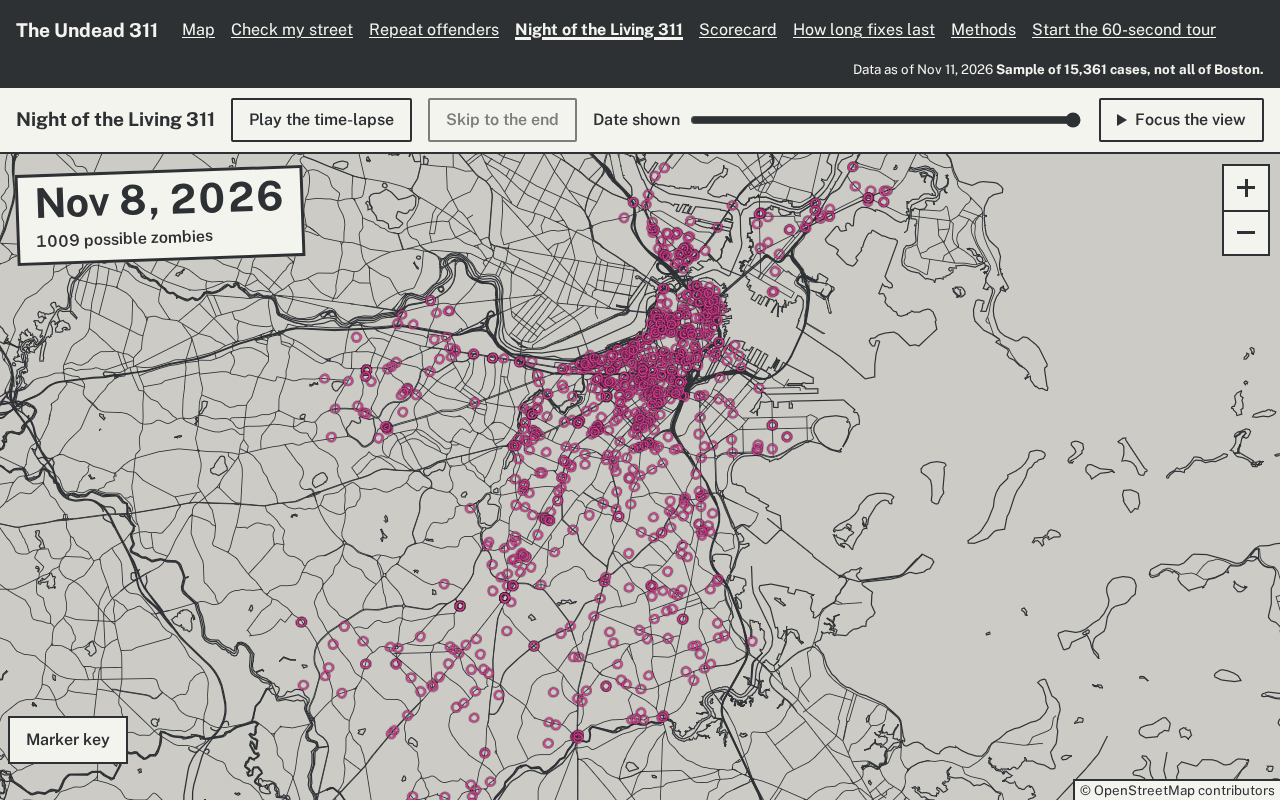 The Undead 311 Map Check my street Repeat offenders Night of the Living 311 Scorecard How long fixes last Methods Start the 60-second tour
Data as of Nov 11, 2026 Sample of 15,361 cases, not all of Boston.
Night of the Living 311 Play the time-lapse Skip to the end Date shown Focus the view
Nov 8, 2026
1009 possible zombies
+
−
Marker key
© OpenStreetMap contributors